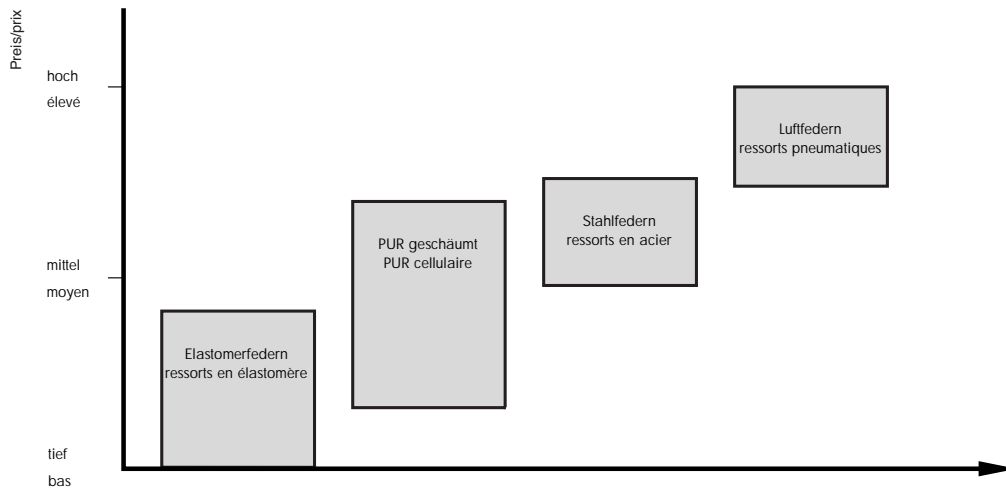 Preis/prix
hoch
élevé
Luftfedern
ressorts pneumatiques
Stahlfedern
ressorts en acier
PUR geschäumt
PUR cellulaire
mittel
moyen
Elastomerfedern
ressorts en élastomère
tief
bas